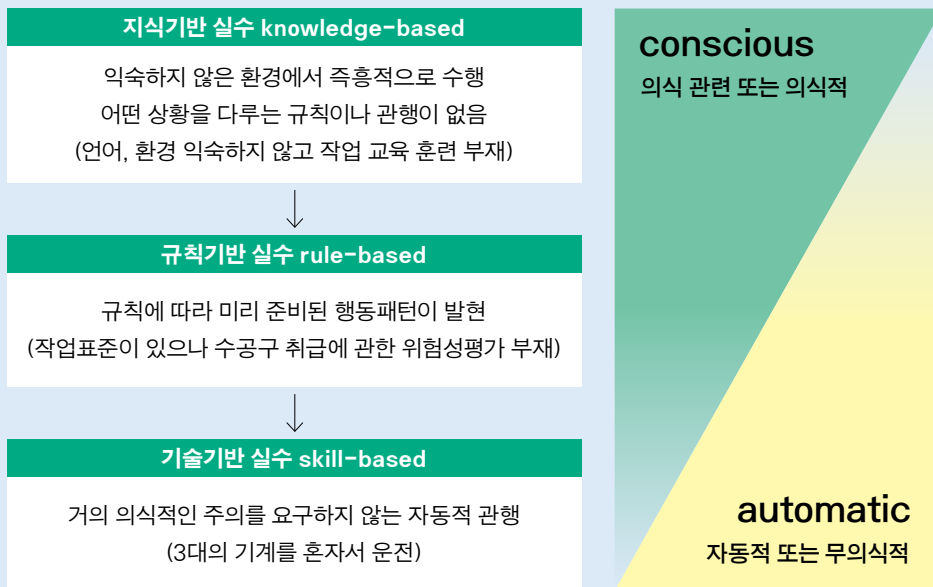 지식기반 실수 knowledge-based
익숙하지 않은 환경에서 즉흥적으로 수행
어떤 상황을 다루는 규칙이나 관행이 없음
(언어, 환경 익숙하지 않고 작업 교육 훈련 부재)
규칙기반 실수 rule-based
규칙에 따라 미리 준비된 행동패턴이 발현
(작업표준이 있으나 수공구 취급에 관한 위험성평가 부재)
기술기반 실수 skill-based
거의 의식적인 주의를 요구하지 않는 자동적 관행
(3대의 기계를 혼자서 운전)
conscious
의식 관련 또는 의식적
automatic
자동적 또는 무의식적